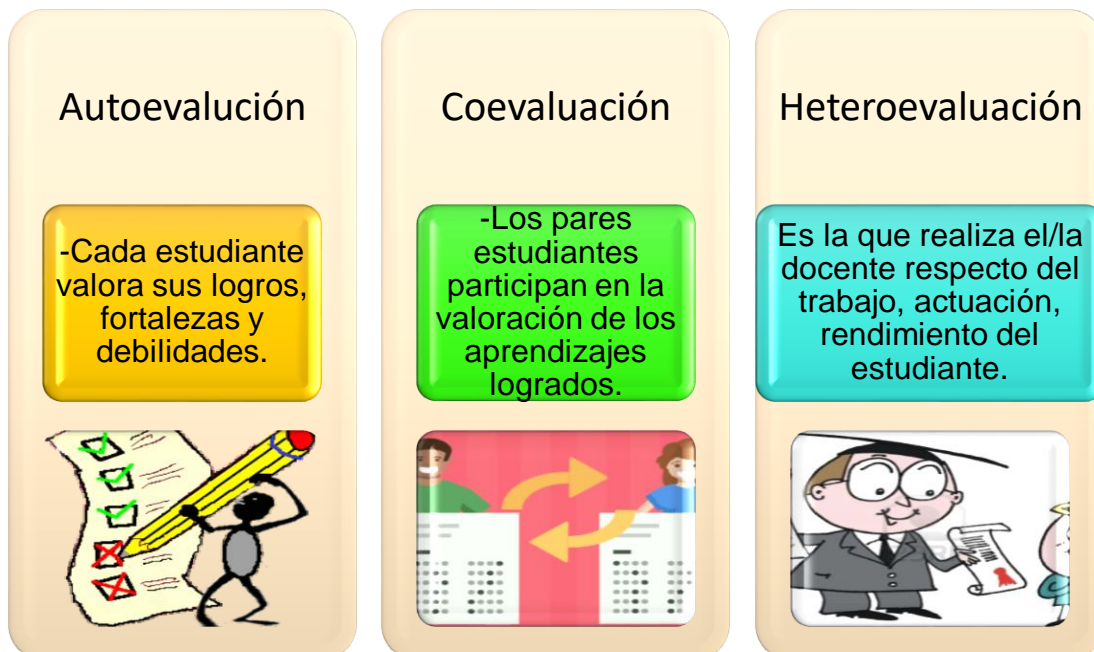 Autoevalución
-Cada estudiante
valora sus logros,
fortalezas y
debilidades.
Coevaluación
-Los pares
estudiantes
participan en la
valoración de los
aprendizajes
logrados.
Heteroevaluación
Es la que realiza el/la
docente respecto del
trabajo, actuación,
rendimiento del
estudiante.